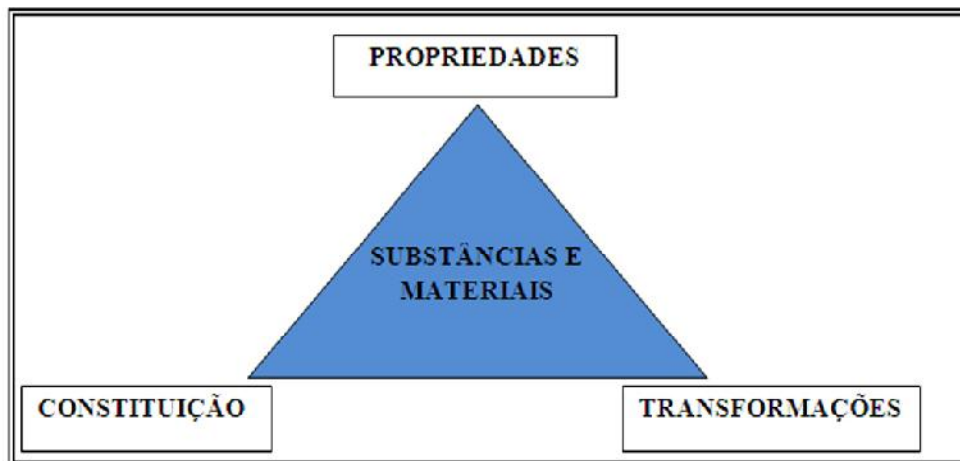 PROPRIEDADES
SUBSTÂNCIAS E
MATERIAIS
CONSTITUIÇÃO
TRANSFORMAÇÕES